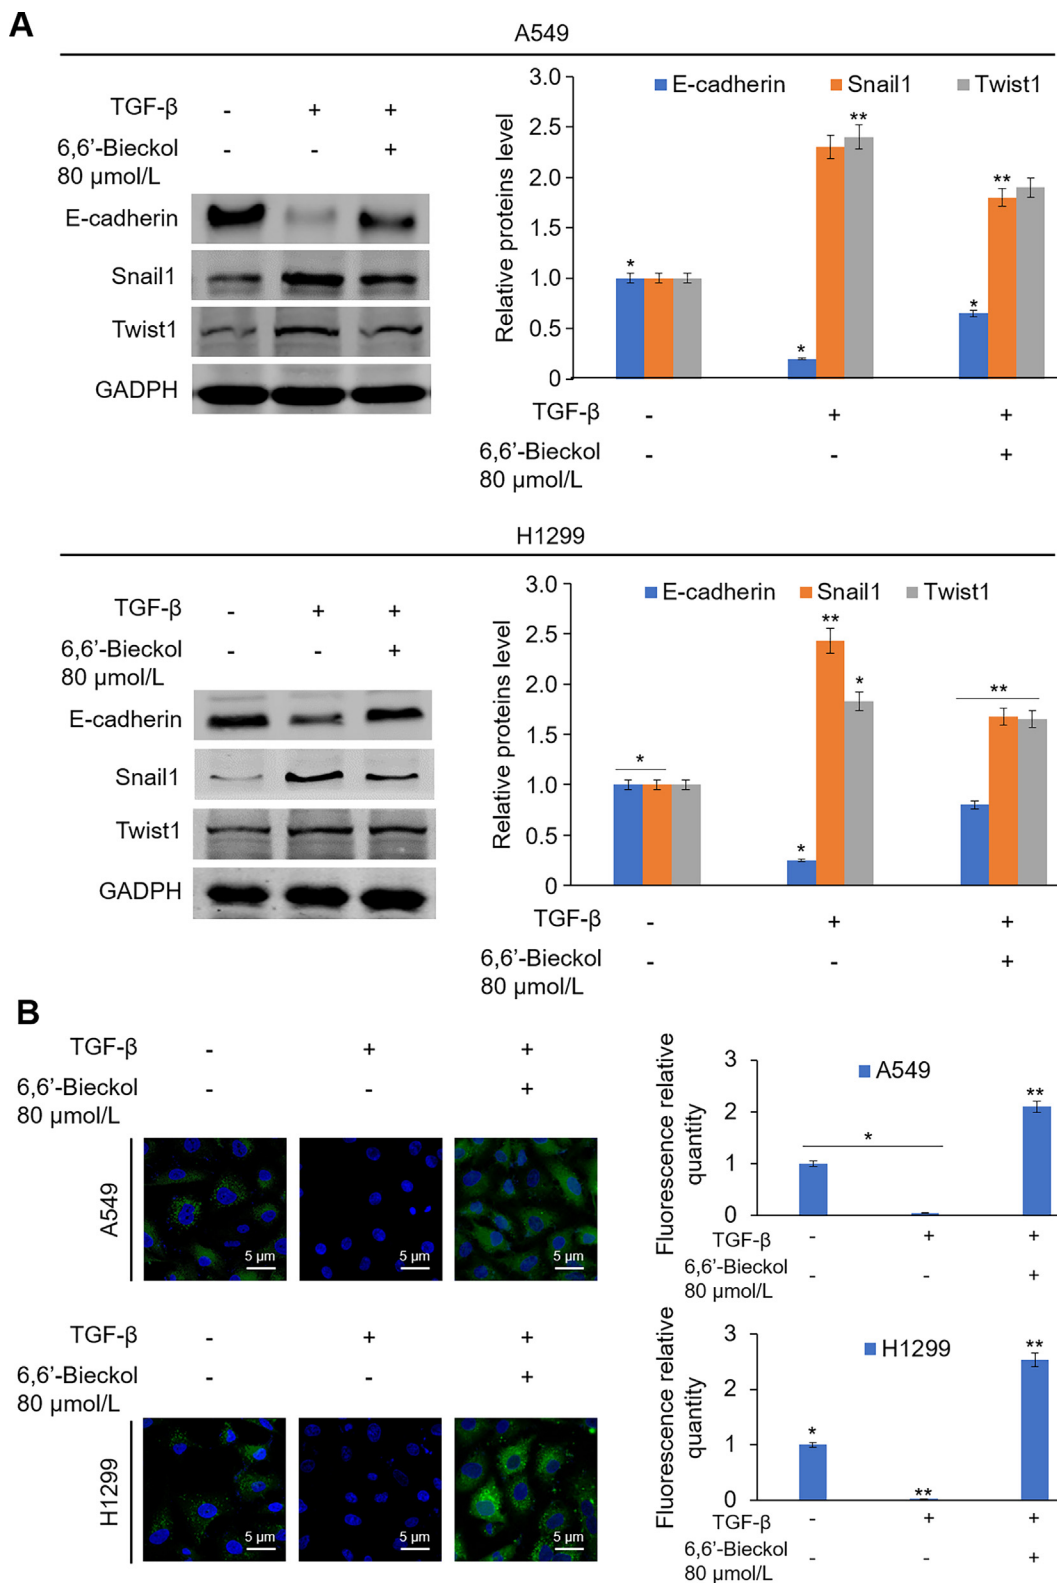 A
A549
TGF-β - + +
6,6’-Bieckol - - +
80 µmol/L
E-cadherin
Snail1
Twist1
GADPH
E-cadherin Snail1 Twist1
Relative proteins level
3.0
2.5
2.0
1.5
1.0
0.5
0
*
*
**
**
*
TGF-β - + +
6,6’-Bieckol - - +
80 µmol/L
H1299
TGF-β - + +
6,6’-Bieckol - - +
80 µmol/L
E-cadherin
Snail1
Twist1
GADPH
E-cadherin Snail1 Twist1
Relative proteins level
3.0
2.5
2.0
1.5
1.0
0.5
0
*
*
**
*
**
TGF-β - + +
6,6’-Bieckol - - +
80 µmol/L
B
TGF-β - + +
6,6’-Bieckol - - +
80 µmol/L
A549
5 µm 5 µm 5 µm
Fluorescence relative
quantity
A549
3
2
1
0
*
**
TGF-β - + +
6,6’-Bieckol - - +
80 µmol/L
TGF-β - + +
6,6’-Bieckol - - +
80 µmol/L
H1299
5 µm 5 µm 5 µm
Fluorescence relative
quantity
H1299
3
2
1
0
*
**
**
TGF-β - + +
6,6’-Bieckol - - +
80 µmol/L